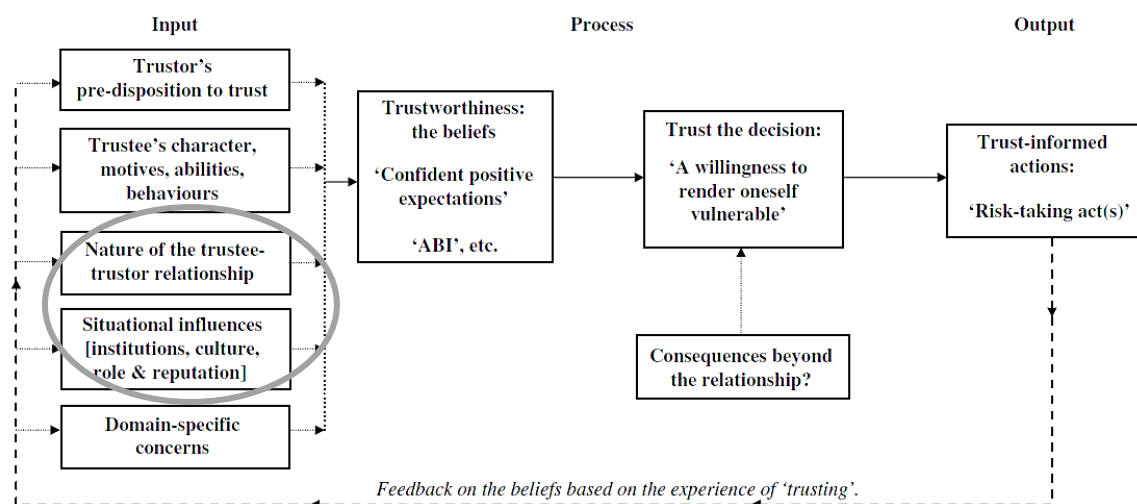 Input
Process
Output
Trustor's
pre-disposition to trust
Trustee's character,
motives, abilities,
behaviours
Nature of the trustee-
trustor relationship
Situational influences
[institutions, culture,
role & reputation]
Domain-specific
concerns
Trustworthiness:
the beliefs
‘Confident positive
expectations’
‘ABI’, etc.
Trust the decision:
‘A willingness to
render oneself
vulnerable’
Consequences beyond
the relationship?
Trust-informed
actions:
‘Risk-taking act(s)’
Feedback on the beliefs based on the experience of ‘trusting’.